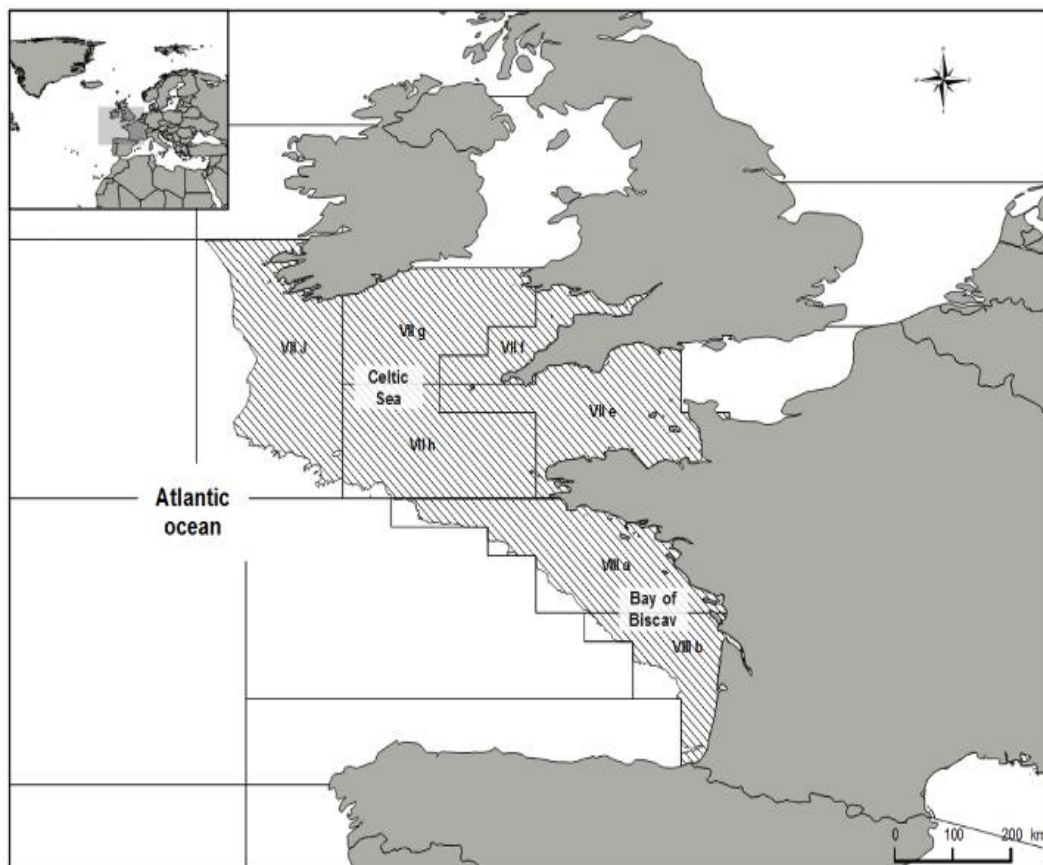 VII g
VII J
VII f
Celtic
Sea
VII e
VII h
Atlantic
ocean
VIII a
Bay of
Biscay
VIII b
0 100 200 km